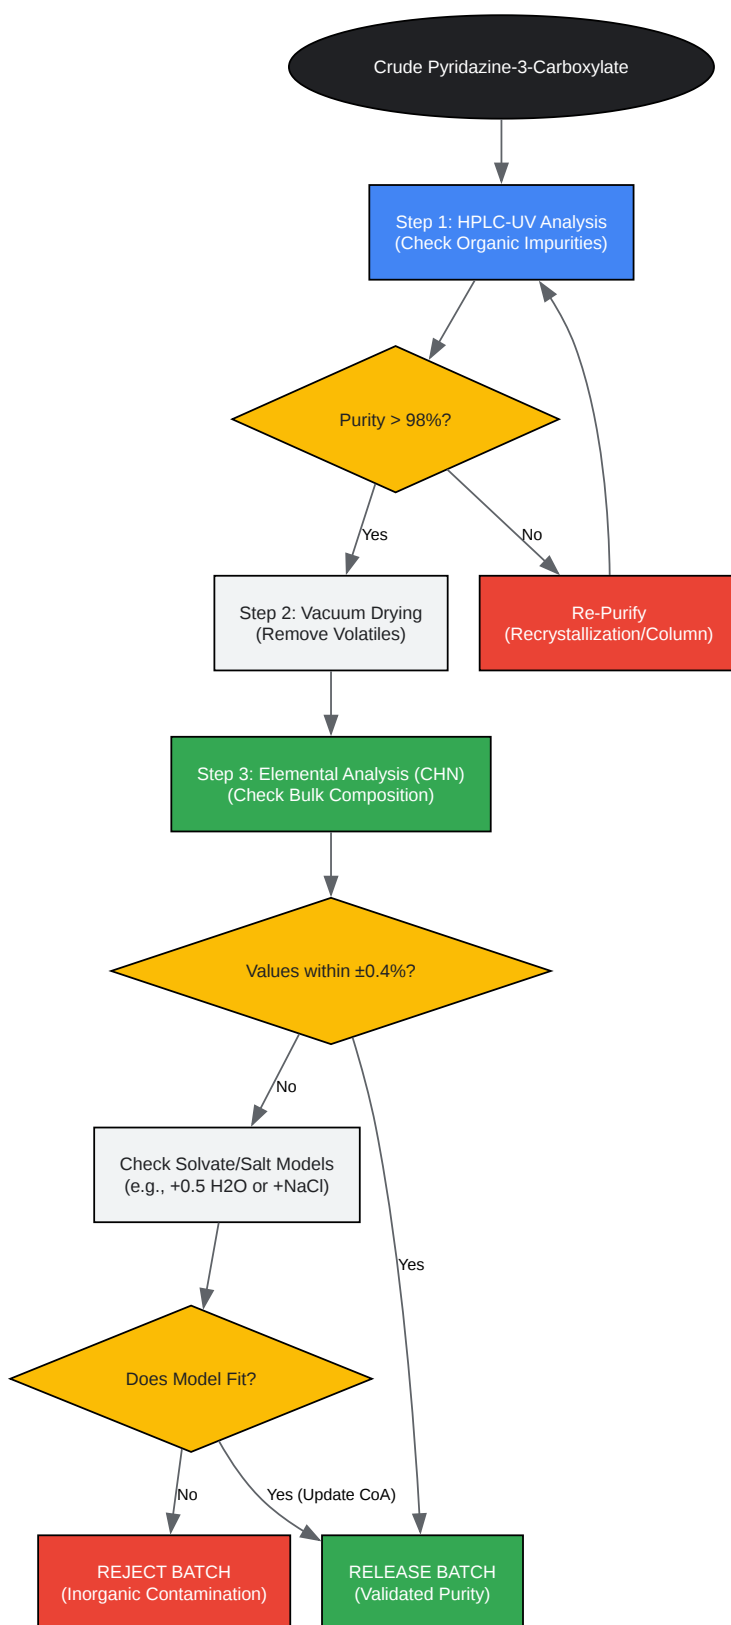 Crude Pyridazine-3-Carboxylate
Step 1: HPLC-UV Analysis
(Check Organic Impurities)
Purity > 98%?
Yes
No
Step 2: Vacuum Drying
(Remove Volatiles)
Re-Purify
(Recrystallization/Column)
Step 3: Elemental Analysis (CHN)
(Check Bulk Composition)
Values within ±0.4%?
No
Check Solvate/Salt Models
(e.g., +0.5 H2O or +NaCl)
Yes
Does Model Fit?
No
Yes (Update CoA)
REJECT BATCH
(Inorganic Contamination)
RELEASE BATCH
(Validated Purity)